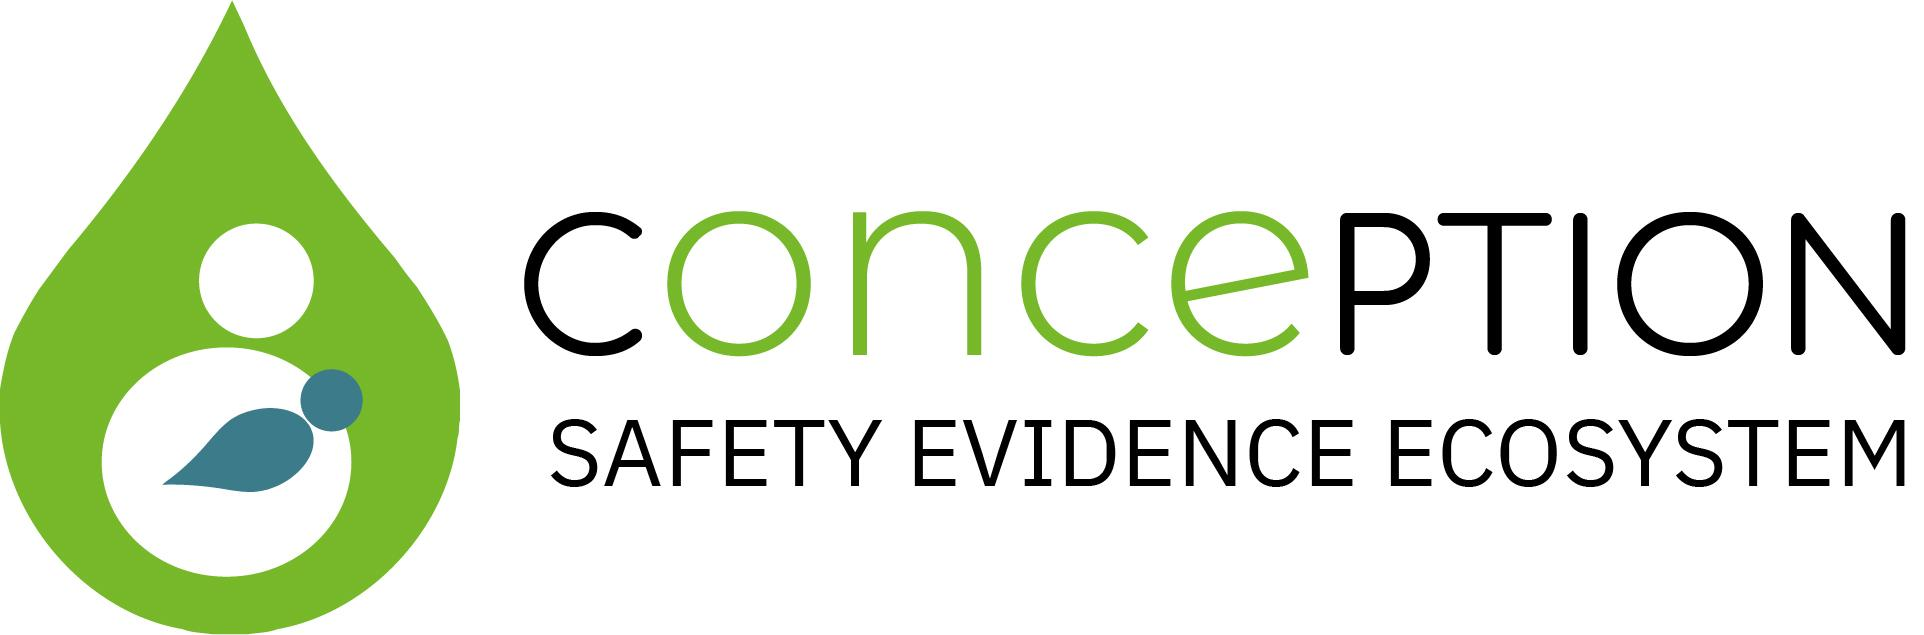 ConcePTION
SAFETY EVIDENCE ECOSYSTEM